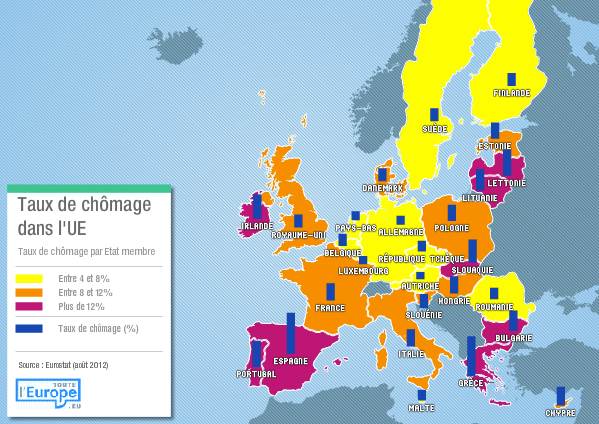 Taux de chômage
dans l'UE
Taux de chômage par Etat membre
Entre 4 et 8%
Entre 8 et 12%
Plus de 12%
Taux de chômage (%)
Source : Eurostat (août 2012)
TOUTE
l'Europe
.EU
FINLANDE
SUÈDE
ESTONIE
LETTONIE
LITUANIE
DANEMARK
IRLANDE
ROYAUME-UNI
PAYS-BAS
ALLEMAGNE
POLOGNE
BELGIQUE
RÉPUBLIQUE TCHÈQUE
LUXEMBOURG
SLOVAQUIE
AUTRICHE
HONGRIE
FRANCE
SLOVÉNIE
ROUMANIE
BULGARIE
ITALIE
ESPAGNE
PORTUGAL
GRÈCE
MALTE
CHYPRE